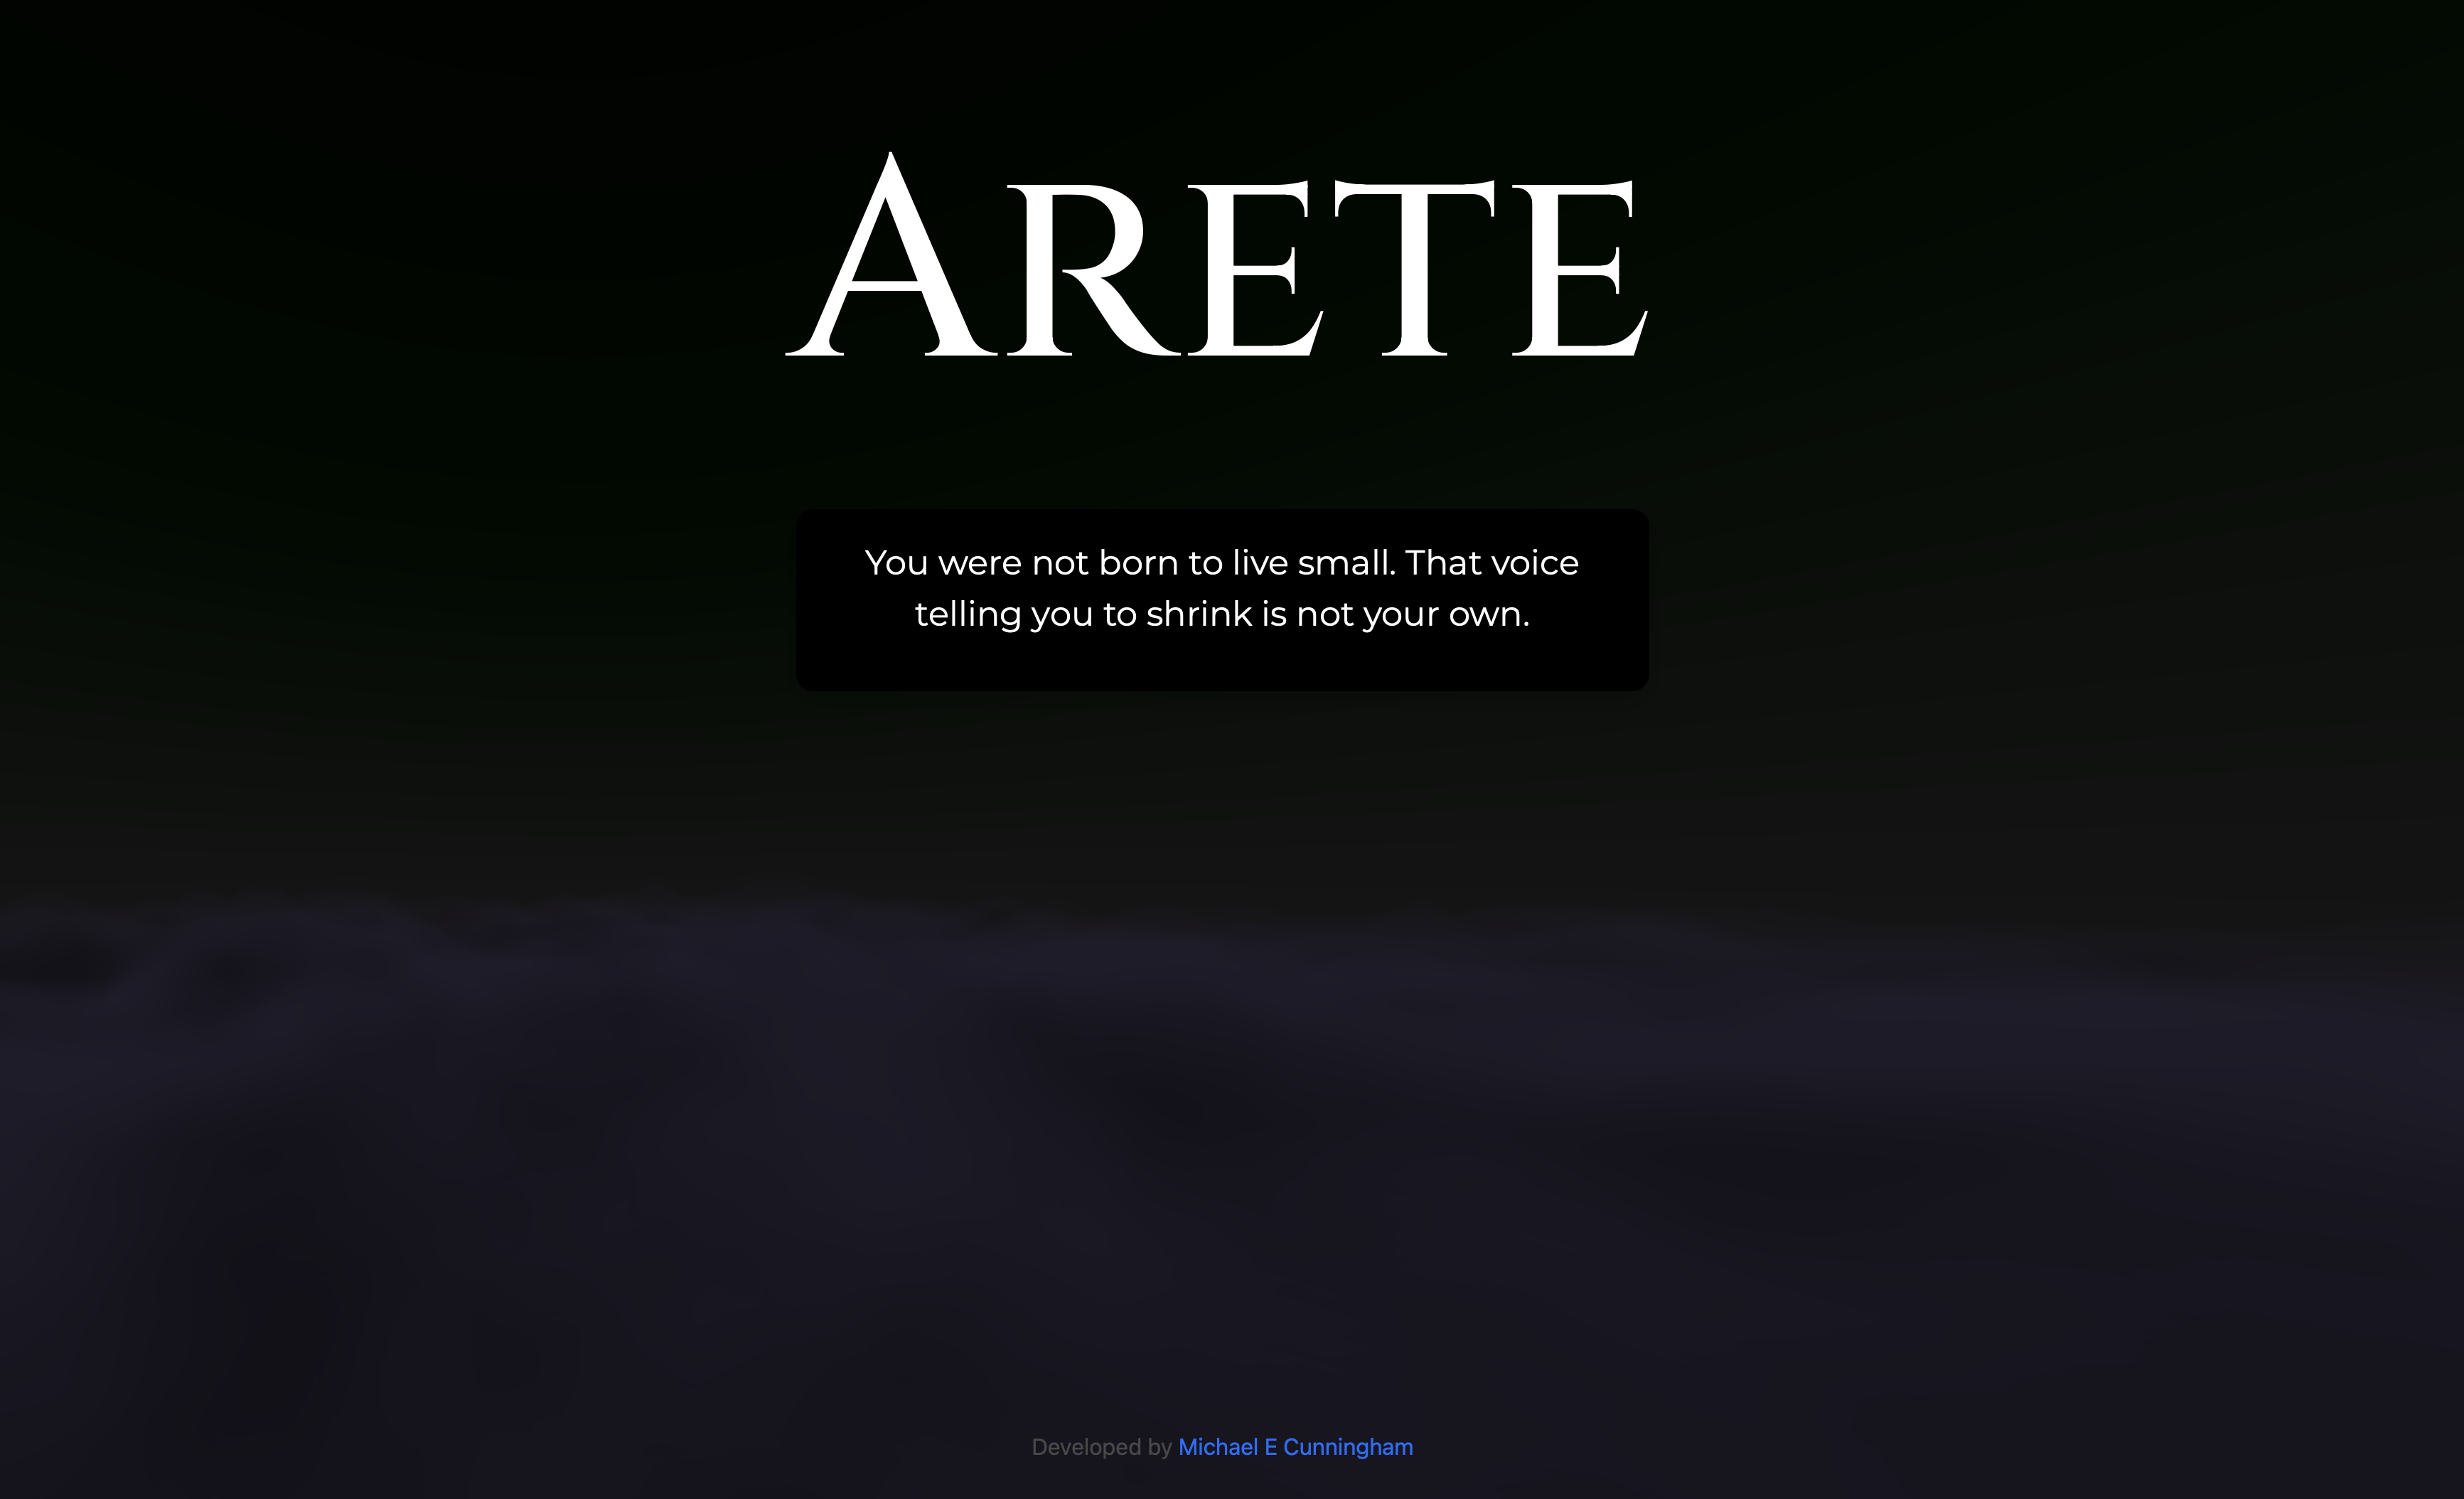 ARETE
You were not born to live small. That voice
telling you to shrink is not your own.
Developed by Michael E Cunningham